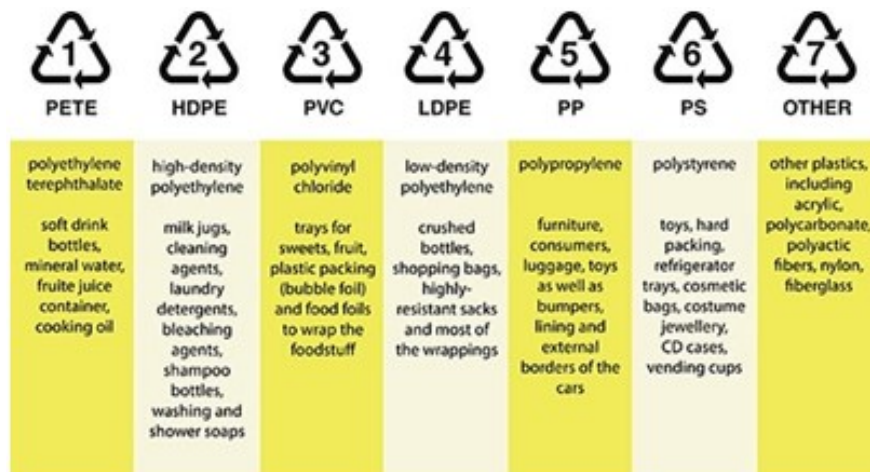 1
PETE
polyethylene
terephthalate
soft drink
bottles,
mineral water,
fruite juice
container,
cooking oil
2
HDPE
high-density
polyethylene
milk jugs,
cleaning
agents,
laundry
detergents,
bleaching
agents,
shampoo
bottles,
washing and
shower soaps
3
PVC
polyvinyl
chloride
trays for
sweets, fruit,
plastic packing
(bubble foil)
and food foils
to wrap the
foodstuff
4
LDPE
low-density
polyethylene
crushed
bottles,
shopping bags,
highly-
resistant sacks
and most of
the wrappings
5
PP
polypropylene
furniture,
consumers,
luggage, toys
as well as
bumpers,
lining and
external
borders of the
cars
6
PS
polystyrene
toys, hard
packing,
refrigerator
trays, cosmetic
bags, costume
jewellery,
CD cases,
vending cups
7
OTHER
other plastics,
including
acrylic,
polycarbonate,
polyactic
fibers, nylon,
fiberglass